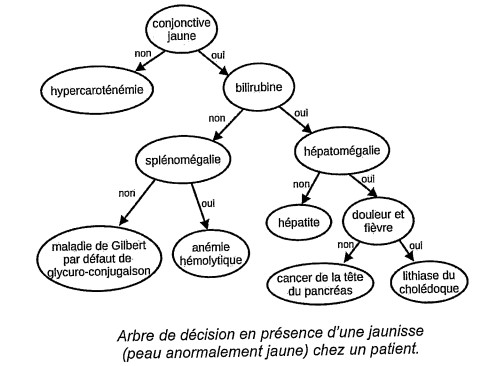 conjonctive
jaune
non
oui
hypercaroténémie
bilirubine
non
oui
splénomégalie
hépatomégalie
non
oui
non
oui
maladie de Gilbert
par défaut de
glycuro-conjugaison
anémie
hémolytique
hépatite
douleur et
fièvre
non
oui
cancer de la tête
du pancréas
lithiase du
cholédoque
Arbre de décision en présence d'une jaunisse
(peau anormalement jaune) chez un patient.